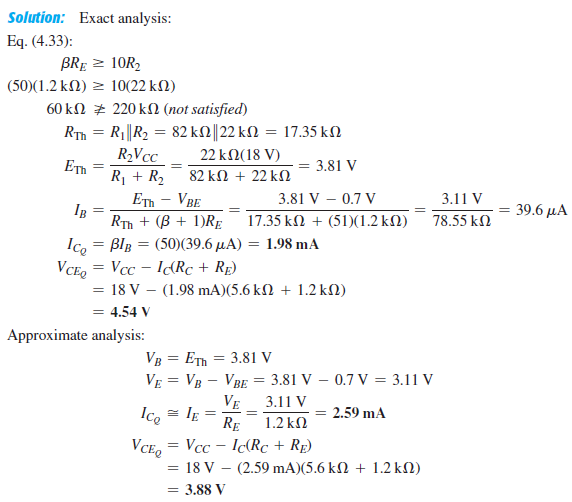 Solution: Exact analysis:
Eq. (4.33):
βR_E ≥ 10R_2
(50)(1.2 kΩ) ≥ 10(22 kΩ)
60 kΩ ≱ 220 kΩ (not satisfied)
R_Th = R_1‖R_2 = 82 kΩ‖22 kΩ = 17.35 kΩ
E_Th = R_2V_CC / (R_1 + R_2) = 22 kΩ(18 V) / (82 kΩ + 22 kΩ) = 3.81 V
I_B = (E_Th − V_BE) / (R_Th + (β + 1)R_E) = (3.81 V − 0.7 V) / (17.35 kΩ + (51)(1.2 kΩ)) = 3.11 V / 78.55 kΩ = 39.6 μA
I_CQ = βI_B = (50)(39.6 μA) = 1.98 mA
V_CEQ = V_CC − I_C(R_C + R_E)
= 18 V − (1.98 mA)(5.6 kΩ + 1.2 kΩ)
= 4.54 V
Approximate analysis:
V_B = E_Th = 3.81 V
V_E = V_B − V_BE = 3.81 V − 0.7 V = 3.11 V
I_CQ ≅ I_E = V_E / R_E = 3.11 V / 1.2 kΩ = 2.59 mA
V_CEQ = V_CC − I_C(R_C + R_E)
= 18 V − (2.59 mA)(5.6 kΩ + 1.2 kΩ)
= 3.88 V